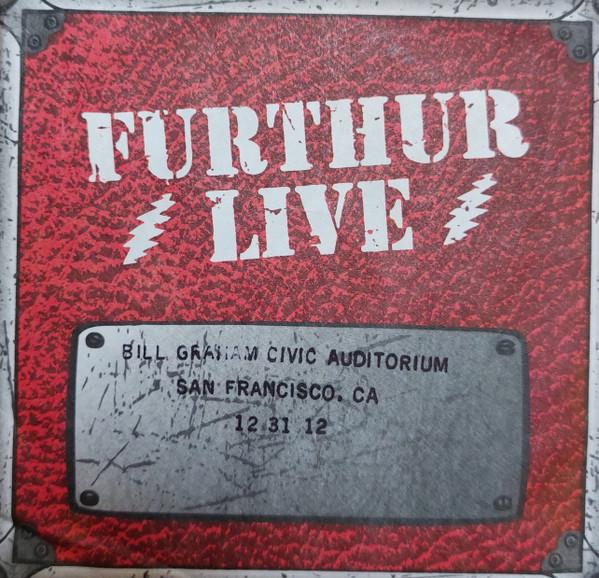 FURTHUR
LIVE
BILL GRAHAM CIVIC AUDITORIUM
SAN FRANCISCO. CA
12 31 12